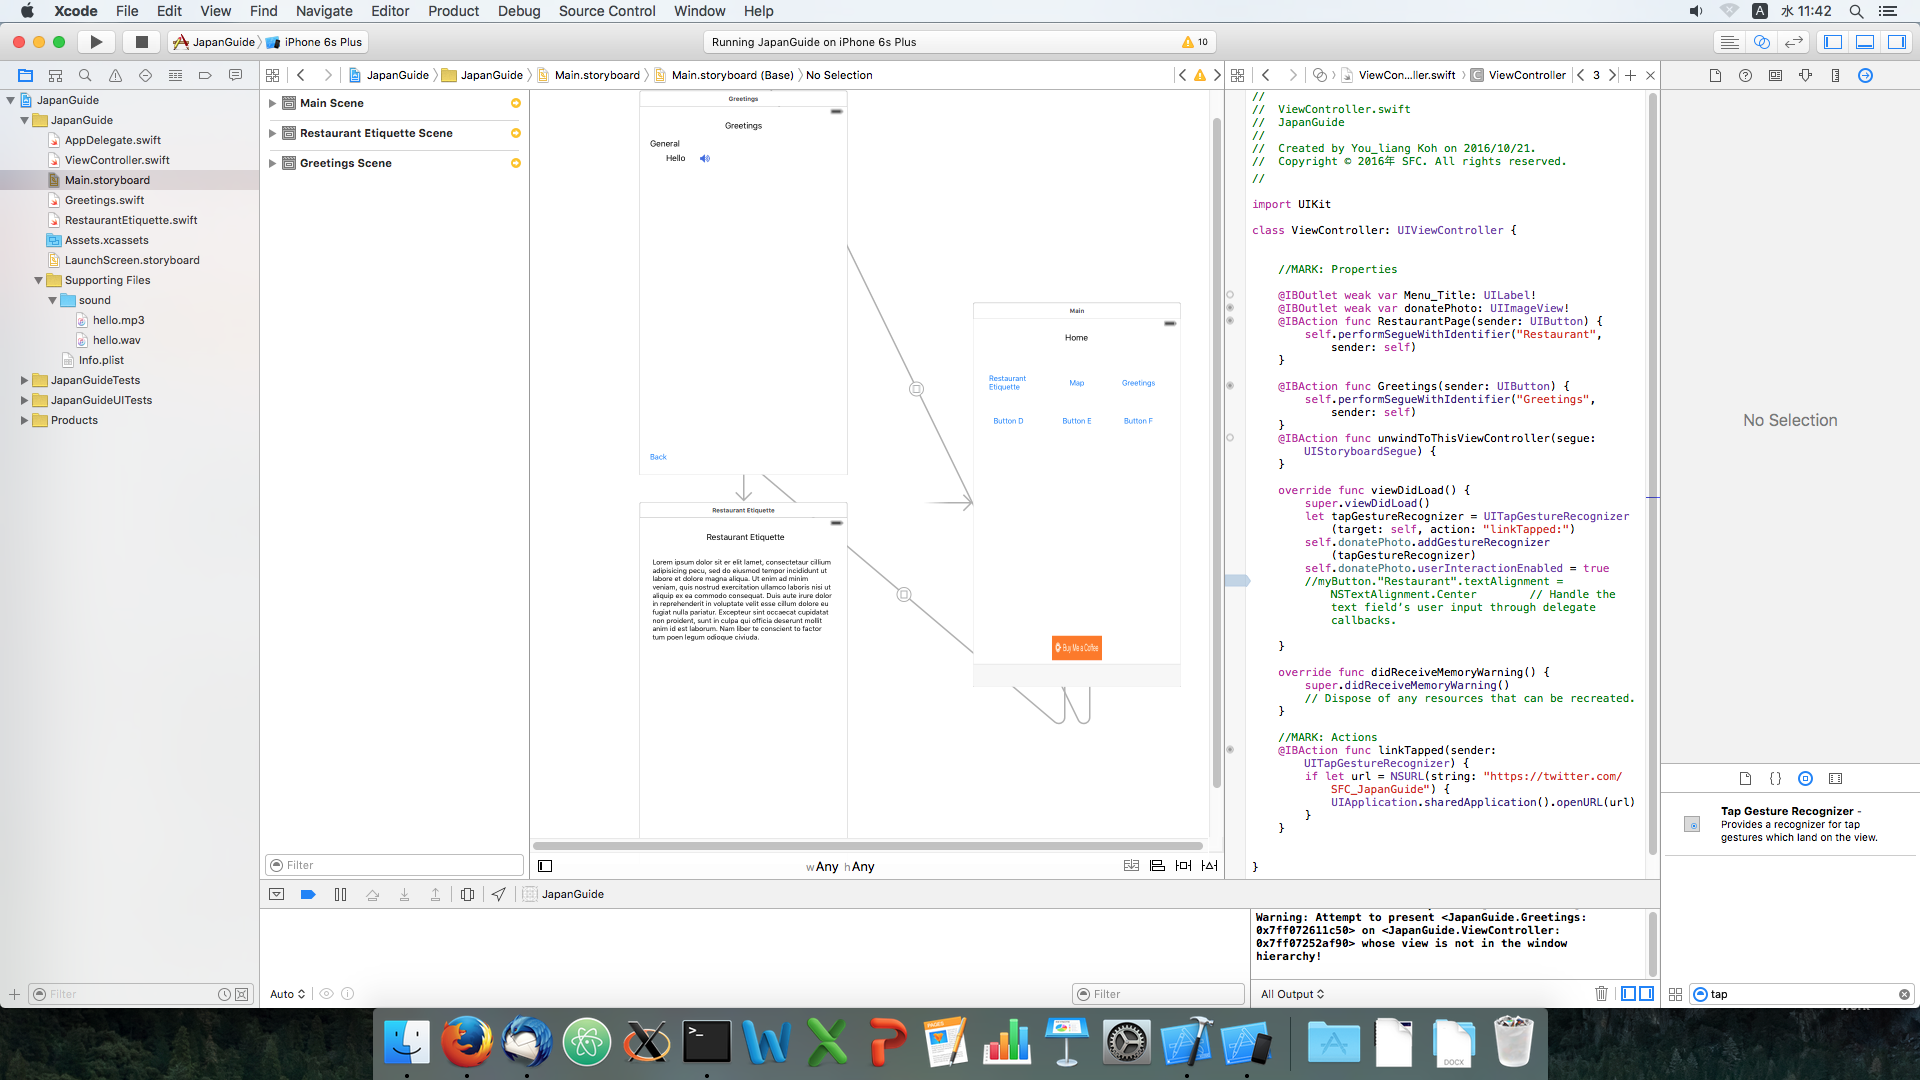 Xcode File Edit View Find Navigate Editor Product Debug Source Control Window Help
A 水 11:42
JapanGuide iPhone 6s Plus
Running JapanGuide on iPhone 6s Plus
10
JapanGuide
JapanGuide
AppDelegate.swift
ViewController.swift
Main.storyboard
Greetings.swift
RestaurantEtiquette.swift
Assets.xcassets
LaunchScreen.storyboard
Supporting Files
sound
hello.mp3
hello.wav
Info.plist
JapanGuideTests
JapanGuideUITests
Products
Filter
JapanGuide JapanGuide Main.storyboard Main.storyboard (Base) No Selection
Main Scene
Restaurant Etiquette Scene
Greetings Scene
Filter
Greetings
Greetings
General
Hello
Back
Restaurant Etiquette
Restaurant Etiquette
Lorem ipsum dolor sit er elit lamet, consectetaur cillium
adipisicing pecu, sed do eiusmod tempor incididunt ut
labore et dolore magna aliqua. Ut enim ad minim
veniam, quis nostrud exercitation ullamco laboris nisi ut
aliquip ex ea commodo consequat. Duis aute irure dolor
in reprehenderit in voluptate velit esse cillum dolore eu
fugiat nulla pariatur. Excepteur sint occaecat cupidatat
non proident, sunt in culpa qui officia deserunt mollit
anim id est laborum. Nam liber te conscient to factor
tum poen legum odioque civiuda.
Main
Home
Restaurant
Etiquette
Map
Greetings
Button D
Button E
Button F
Buy Me a Coffee
wAny hAny
ViewCon...ller.swift ViewController 3
//
// ViewController.swift
// JapanGuide
//
// Created by You_liang Koh on 2016/10/21.
// Copyright © 2016年 SFC. All rights reserved.
//
import UIKit
class ViewController: UIViewController {
//MARK: Properties
@IBOutlet weak var Menu_Title: UILabel!
@IBOutlet weak var donatePhoto: UIImageView!
@IBAction func RestaurantPage(sender: UIButton) {
self.performSegueWithIdentifier("Restaurant",
sender: self)
}
@IBAction func Greetings(sender: UIButton) {
self.performSegueWithIdentifier("Greetings",
sender: self)
}
@IBAction func unwindToThisViewController(segue:
UIStoryboardSegue) {
}
override func viewDidLoad() {
super.viewDidLoad()
let tapGestureRecognizer = UITapGestureRecognizer
(target: self, action: "linkTapped:")
self.donatePhoto.addGestureRecognizer
(tapGestureRecognizer)
self.donatePhoto.userInteractionEnabled = true
//myButton."Restaurant".textAlignment =
NSTextAlignment.Center // Handle the
text field's user input through delegate
callbacks.
}
override func didReceiveMemoryWarning() {
super.didReceiveMemoryWarning()
// Dispose of any resources that can be recreated.
}
//MARK: Actions
@IBAction func linkTapped(sender:
UITapGestureRecognizer) {
if let url = NSURL(string: "https://twitter.com/
SFC_JapanGuide") {
UIApplication.sharedApplication().openURL(url)
}
}
}
No Selection
Tap Gesture Recognizer -
Provides a recognizer for tap
gestures which land on the view.
tap
JapanGuide
Auto
Filter
Warning: Attempt to present <JapanGuide.Greetings:
0x7ff072611c50> on <JapanGuide.ViewController:
0x7ff07252af90> whose view is not in the window
hierarchy!
All Output
PAGES
DOCX